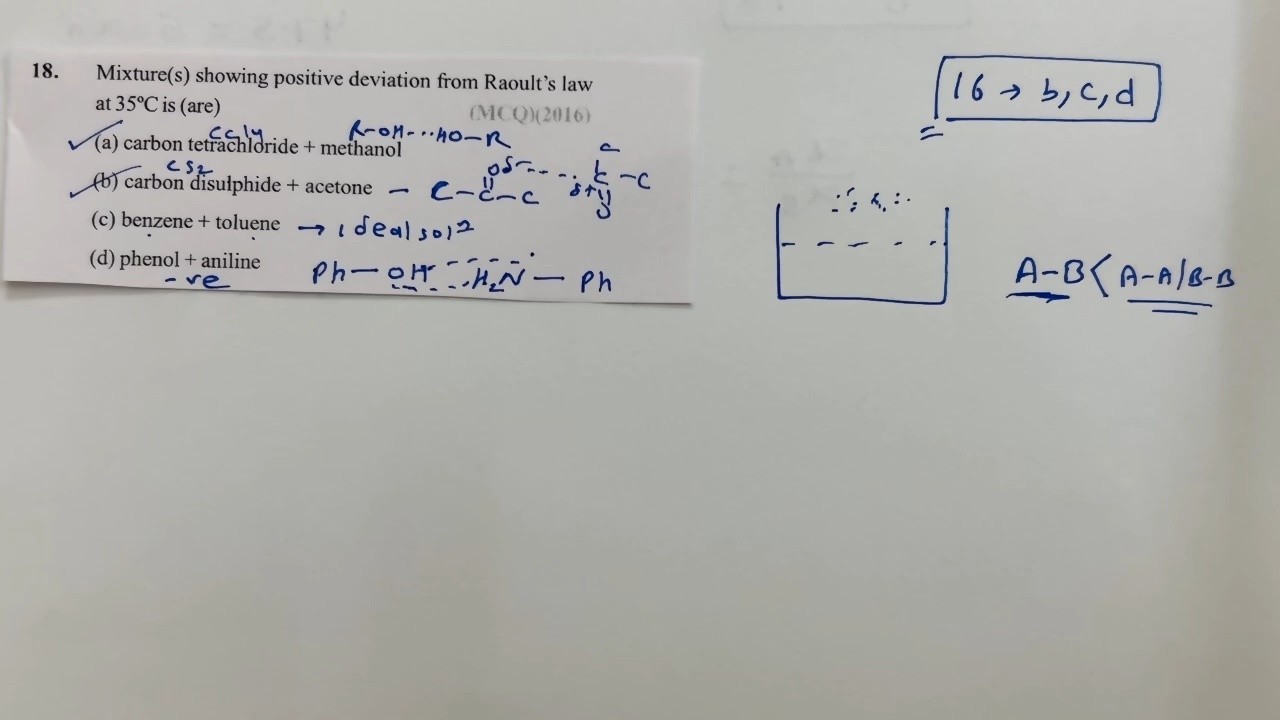 18. Mixture(s) showing positive deviation from Raoult's law
at 35°C is (are)
(MCQ)(2016)
CCl4 R-OH---HO-R
(a) carbon tetrachloride + methanol
CS2
(b) carbon disulphide + acetone - C-C-C
O δ- ---- δ+ C -C
S
(c) benzene + toluene → ideal sol
(d) phenol + aniline Ph-OH ----- H2N-Ph
-ve
16 → b, c, d
A-B < A-A/B-B